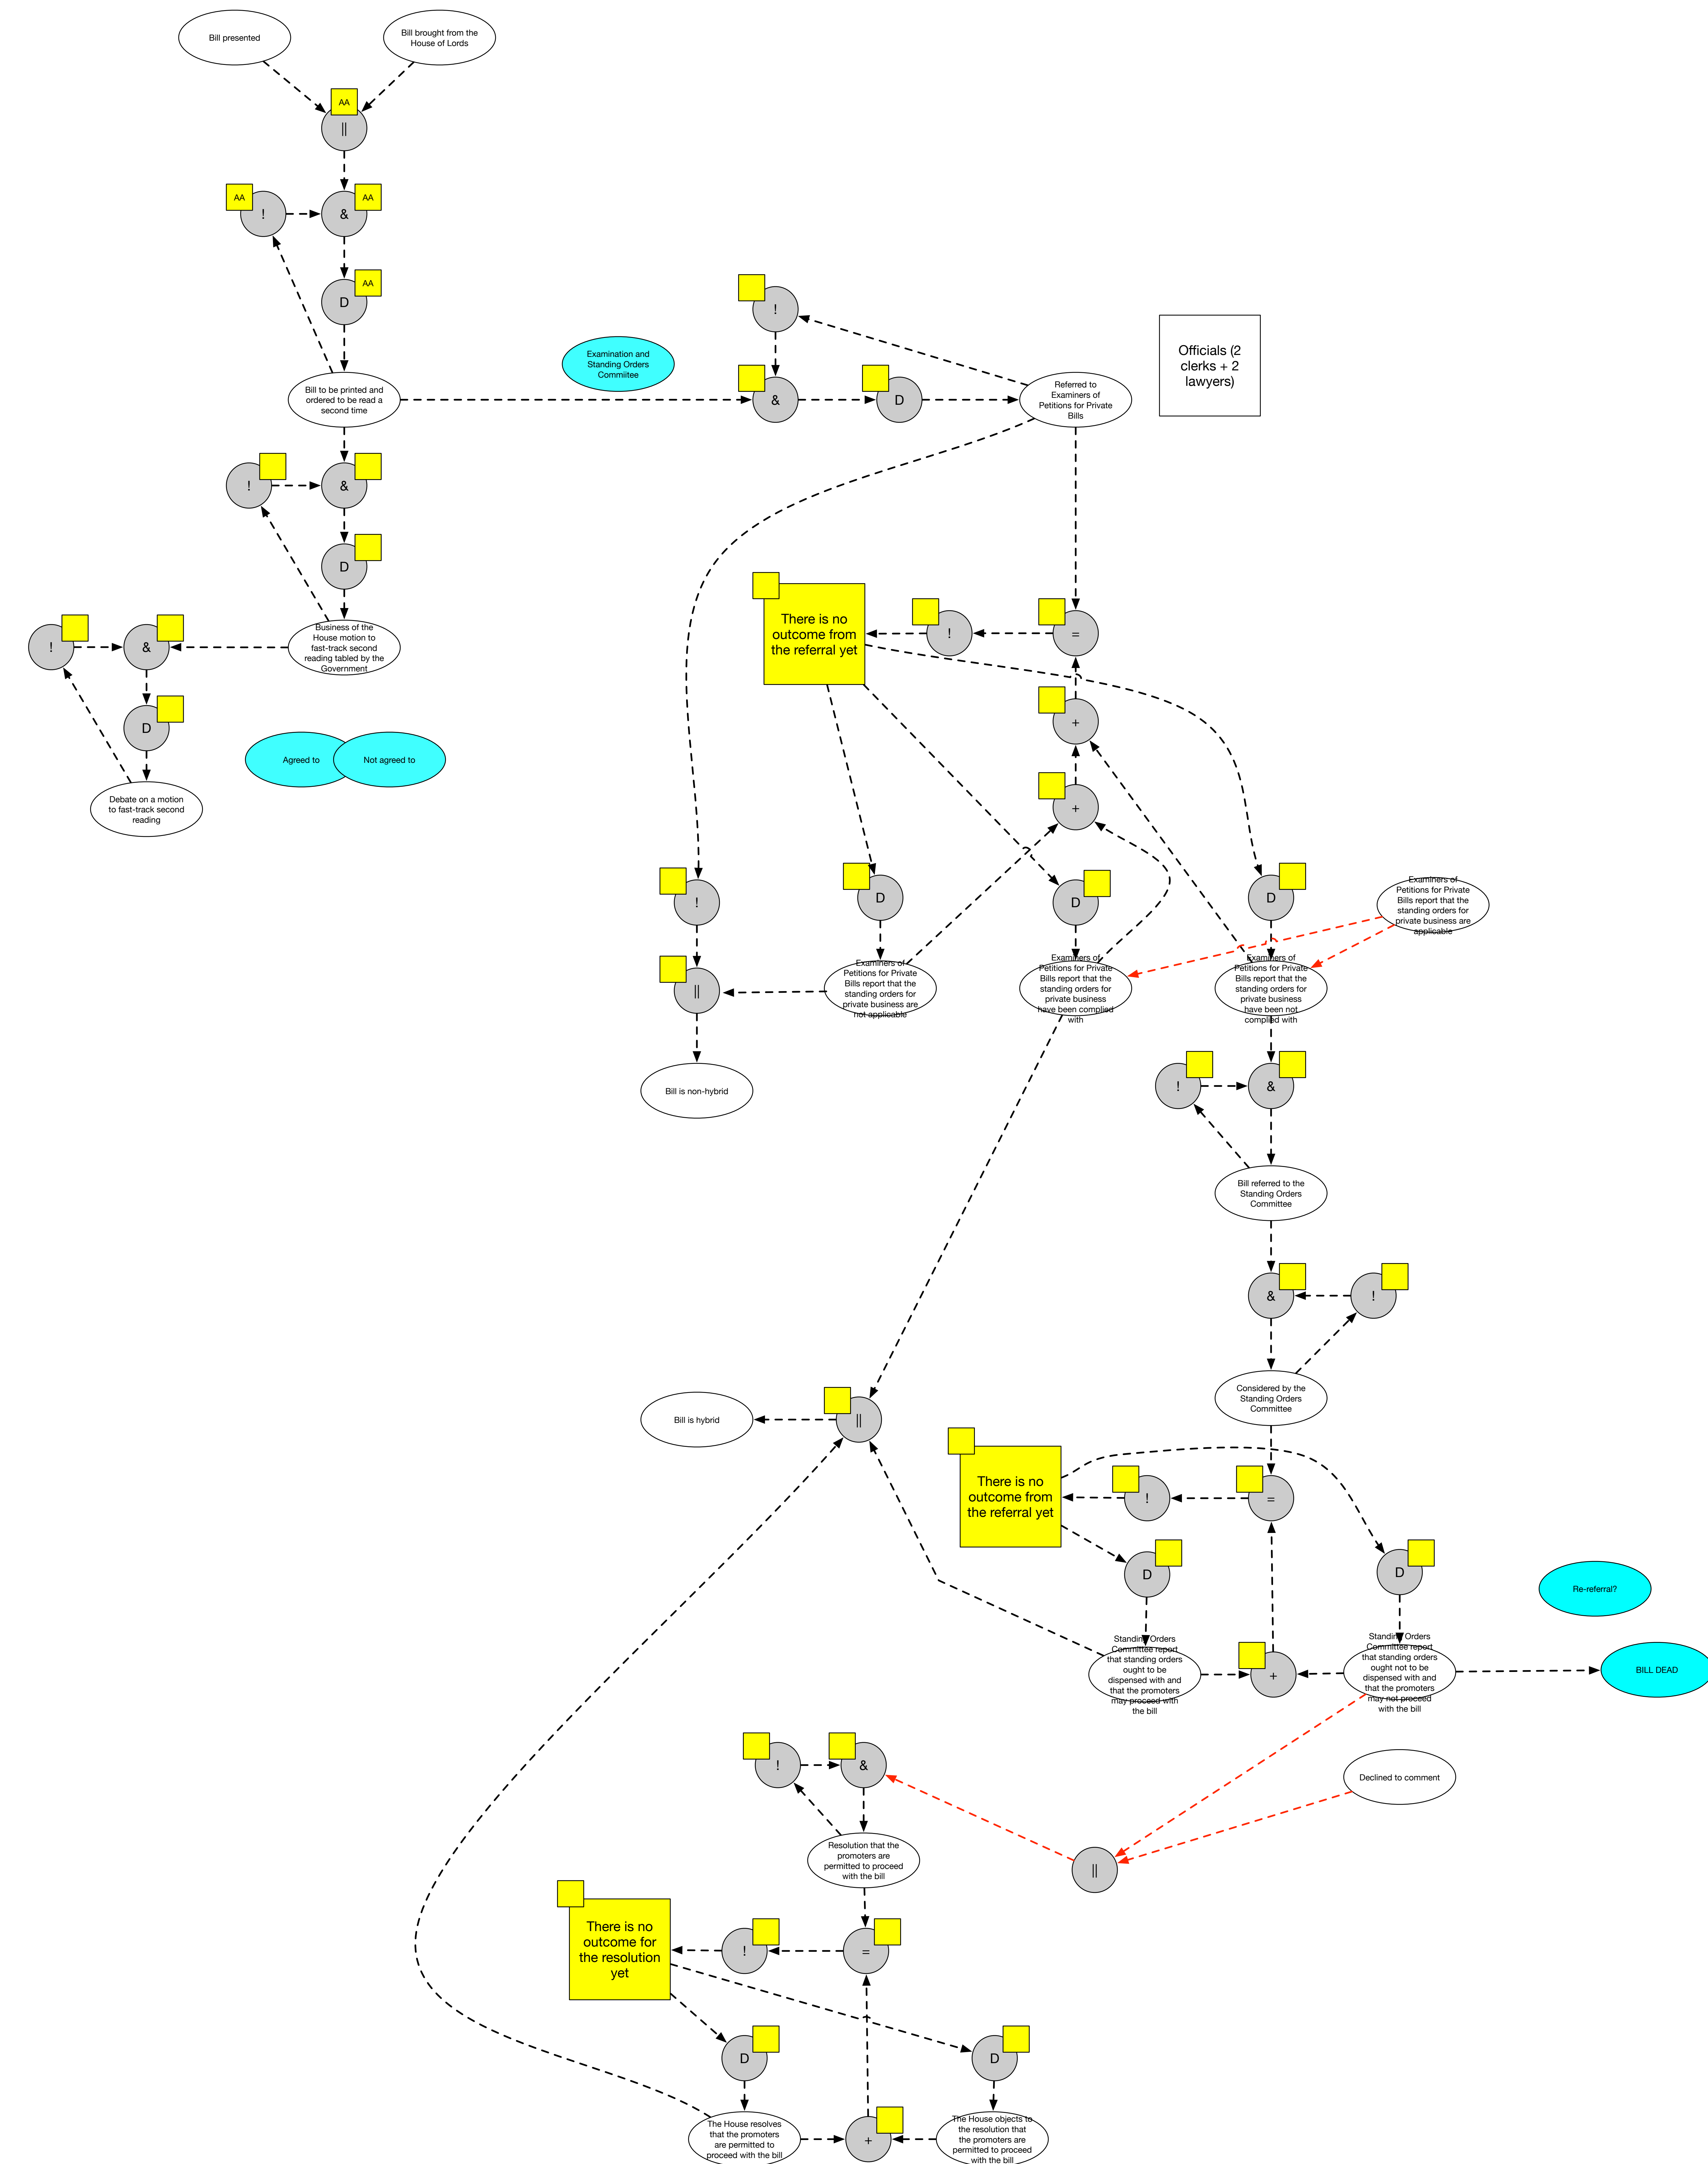 Bill presented
Bill brought from the
House of Lords
AA
||
AA
!
&
AA
D
AA
Bill to be printed and
ordered to be read a
second time
Examination and
Standing Orders
Commiitee
!
&
D
Referred to
Examiners of
Petitions for Private
Bills
Officials (2
clerks + 2
lawyers)
!
&
D
Business of the
House motion to
fast-track second
reading tabled by the
Government
!
&
D
Debate on a motion
to fast-track second
reading
Agreed to
Not agreed to
There is no
outcome from
the referral yet
!
=
+
+
!
D
D
D
Examiners of
Petitions for Private
Bills report that the
standing orders for
private business are
applicable
||
Examiners of
Petitions for Private
Bills report that the
standing orders for
private business are
not applicable
Examiners of
Petitions for Private
Bills report that the
standing orders for
private business
have been complied
with
Examiners of
Petitions for Private
Bills report that the
standing orders for
private business
have been not
complied with
Bill is non-hybrid
!
&
Bill referred to the
Standing Orders
Committee
&
!
Considered by the
Standing Orders
Committee
Bill is hybrid
||
There is no
outcome from
the referral yet
!
=
D
D
Re-referral?
Standing Orders
Committee report
that standing orders
ought to be
dispensed with and
that the promoters
may proceed with
the bill
+
Standing Orders
Committee report
that standing orders
ought not to be
dispensed with and
that the promoters
may not proceed
with the bill
BILL DEAD
!
&
Declined to comment
Resolution that the
promoters are
permitted to proceed
with the bill
||
There is no
outcome for
the resolution
yet
!
=
D
D
The House resolves
that the promoters
are permitted to
proceed with the bill
+
The House objects to
the resolution that
the promoters are
permitted to proceed
with the bill